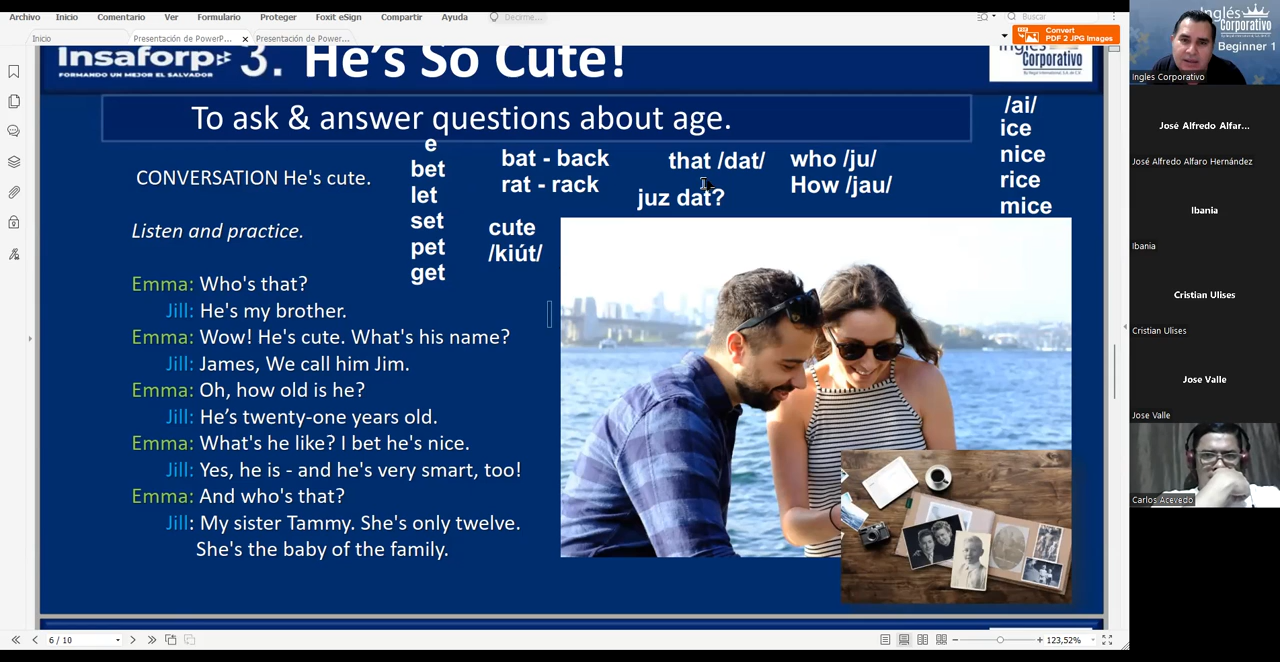 Archivo
Inicio
Comentario
Ver
Formulario
Proteger
Foxit eSign
Compartir
Ayuda
Decirme...
Buscar
Inicio
Presentación de PowerP...
Presentación de PowerP...
Convert
PDF 2 JPG Images
Insaforp
FORMANDO UN MEJOR EL SALVADOR
3. He's So Cute!
Inglés
Corporativo
By Regal International, S.A. de C.V.
To ask & answer questions about age.
CONVERSATION He's cute.
Listen and practice.
e
bet
let
set
pet
get
bat - back
rat - rack
cute
/kiút/
that /dat/
juz dat?
who /ju/
How /jau/
/ai/
ice
nice
rice
mice
Emma: Who's that?
Jill: He's my brother.
Emma: Wow! He's cute. What's his name?
Jill: James, We call him Jim.
Emma: Oh, how old is he?
Jill: He’s twenty-one years old.
Emma: What's he like? I bet he's nice.
Jill: Yes, he is - and he's very smart, too!
Emma: And who's that?
Jill: My sister Tammy. She's only twelve.
She's the baby of the family.
6 / 10
123,52%
Inglés
Corporativo
Beginner 1
Ingles Corporativo
José Alfredo Alfar...
José Alfredo Alfaro Hernández
Ibania
Ibania
Cristian Ulises
Cristian Ulises
Jose Valle
Jose Valle
Carlos Acevedo